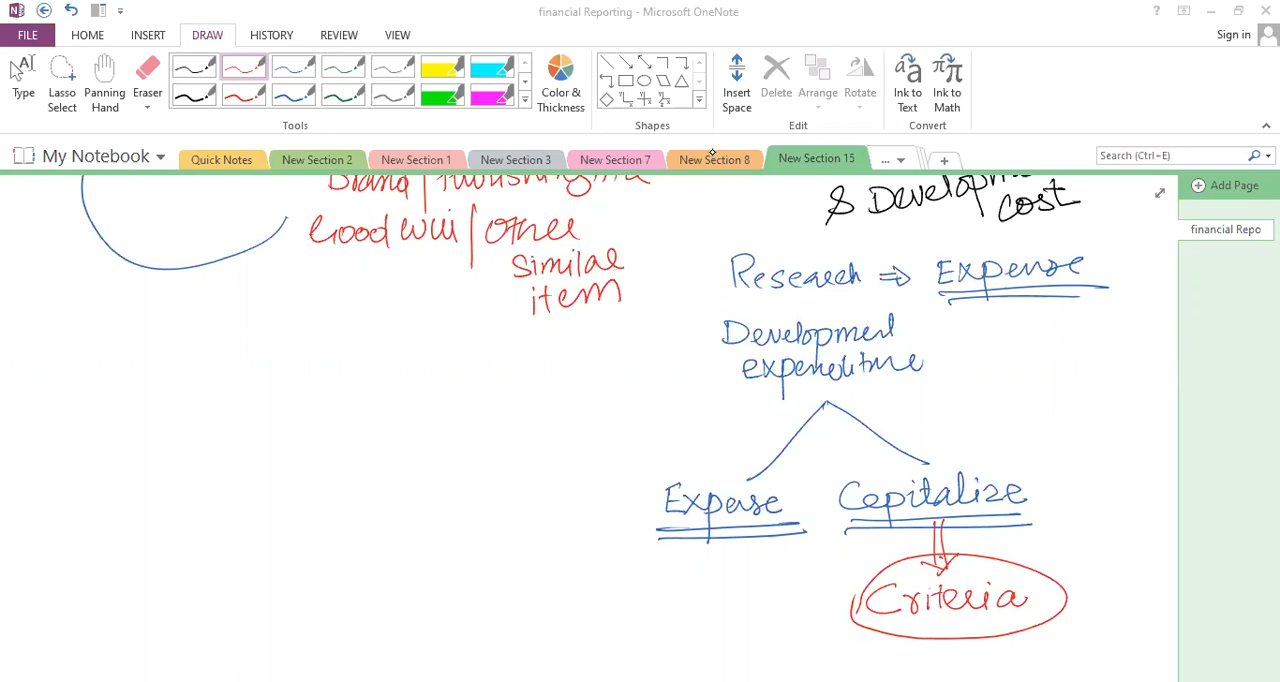 financial Reporting - Microsoft OneNote
?
FILE
HOME
INSERT
DRAW
HISTORY
REVIEW
VIEW
Sign in
Type
Lasso
Select
Panning
Hand
Eraser
Color &
Thickness
Insert
Space
Delete
Arrange
Rotate
Ink to
Text
Ink to
Math
Tools
Shapes
Edit
Convert
My Notebook
Quick Notes
New Section 2
New Section 1
New Section 3
New Section 7
New Section 8
New Section 15
...
Search (Ctrl+E)
Add Page
financial Repo
Goodwill / other
similar
item
& Development
cost
Research ⇒ Expense
Development
expenditure
Expense
Capitalize
Criteria